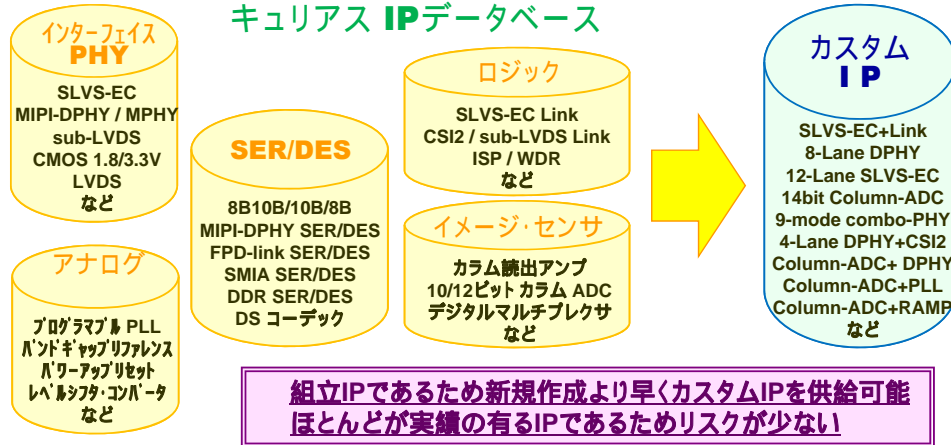 キュリアス IPデータベース
インターフェイス
PHY
SLVS-EC
MIPI-DPHY / MPHY
sub-LVDS
CMOS 1.8/3.3V
LVDS
など
アナログ
プログラマブル PLL
バンドギャップリファレンス
パワーアップリセット
レベルシフタ・コンバータ
など
SER/DES
8B10B/10B/8B
MIPI-DPHY SER/DES
FPD-link SER/DES
SMIA SER/DES
DDR SER/DES
DS コーデック
ロジック
SLVS-EC Link
CSI2 / sub-LVDS Link
ISP / WDR
など
イメージ・センサ
カラム読出アンプ
10/12ビット カラム ADC
デジタルマルチプレクサ
など
カスタム
I P
SLVS-EC+Link
8-Lane DPHY
12-Lane SLVS-EC
14bit Column-ADC
9-mode combo-PHY
4-Lane DPHY+CSI2
Column-ADC+ DPHY
Column-ADC+PLL
Column-ADC+RAMP
など
組立IPであるため新規作成より早くカスタムIPを供給可能
ほとんどが実績の有るIPであるためリスクが少ない